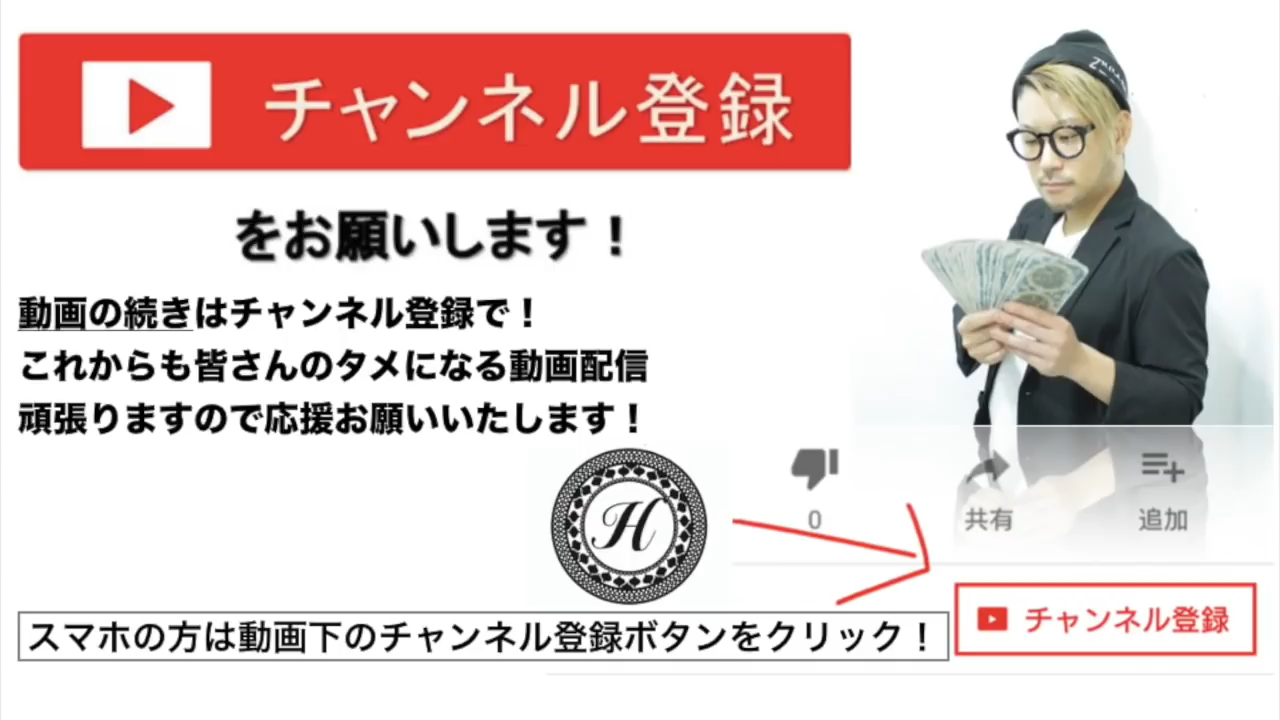 チャンネル登録
をお願いします！
動画の続きはチャンネル登録で！
これからも皆さんのタメになる動画配信
頑張りますので応援お願いいたします！
H
0
共有
追加
チャンネル登録
スマホの方は動画下のチャンネル登録ボタンをクリック！